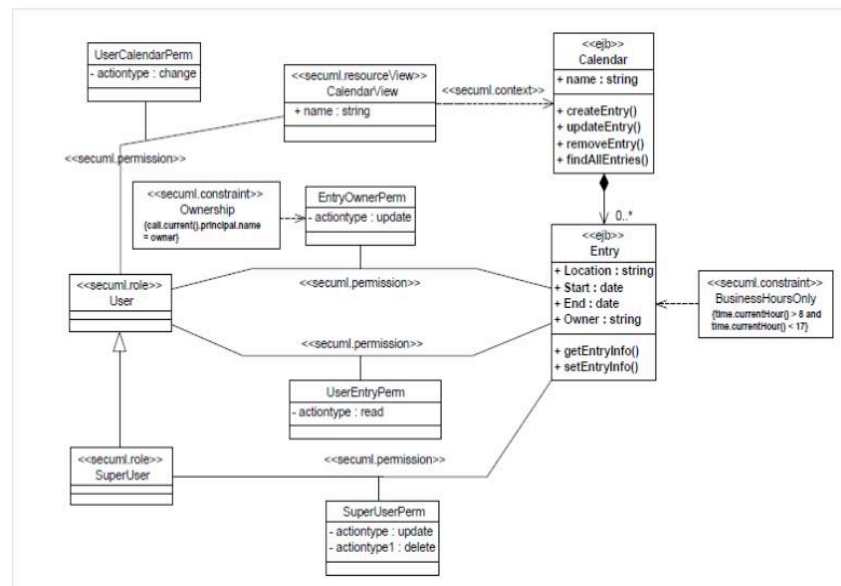 UserCalendarPerm
- actiontype : change
<<secuml.resourceView>>
CalendarView
+ name : string
<<secuml.context>>
<<ejb>>
Calendar
+ name : string
+ createEntry()
+ updateEntry()
+ removeEntry()
+ findAllEntries()
<<secuml.permission>>
<<secuml.constraint>>
Ownership
{call.current().principal.name
= owner}
EntryOwnerPerm
- actiontype : update
0..*
<<ejb>>
Entry
+ Location : string
+ Start : date
+ End : date
+ Owner : string
+ getEntryInfo()
+ setEntryInfo()
<<secuml.constraint>>
BusinessHoursOnly
{time.currentHour() > 8 and
time.currentHour() < 17}
<<secuml.permission>>
<<secuml.role>>
User
<<secuml.permission>>
UserEntryPerm
- actiontype : read
<<secuml.role>>
SuperUser
<<secuml.permission>>
SuperUserPerm
- actiontype : update
- actiontype1 : delete